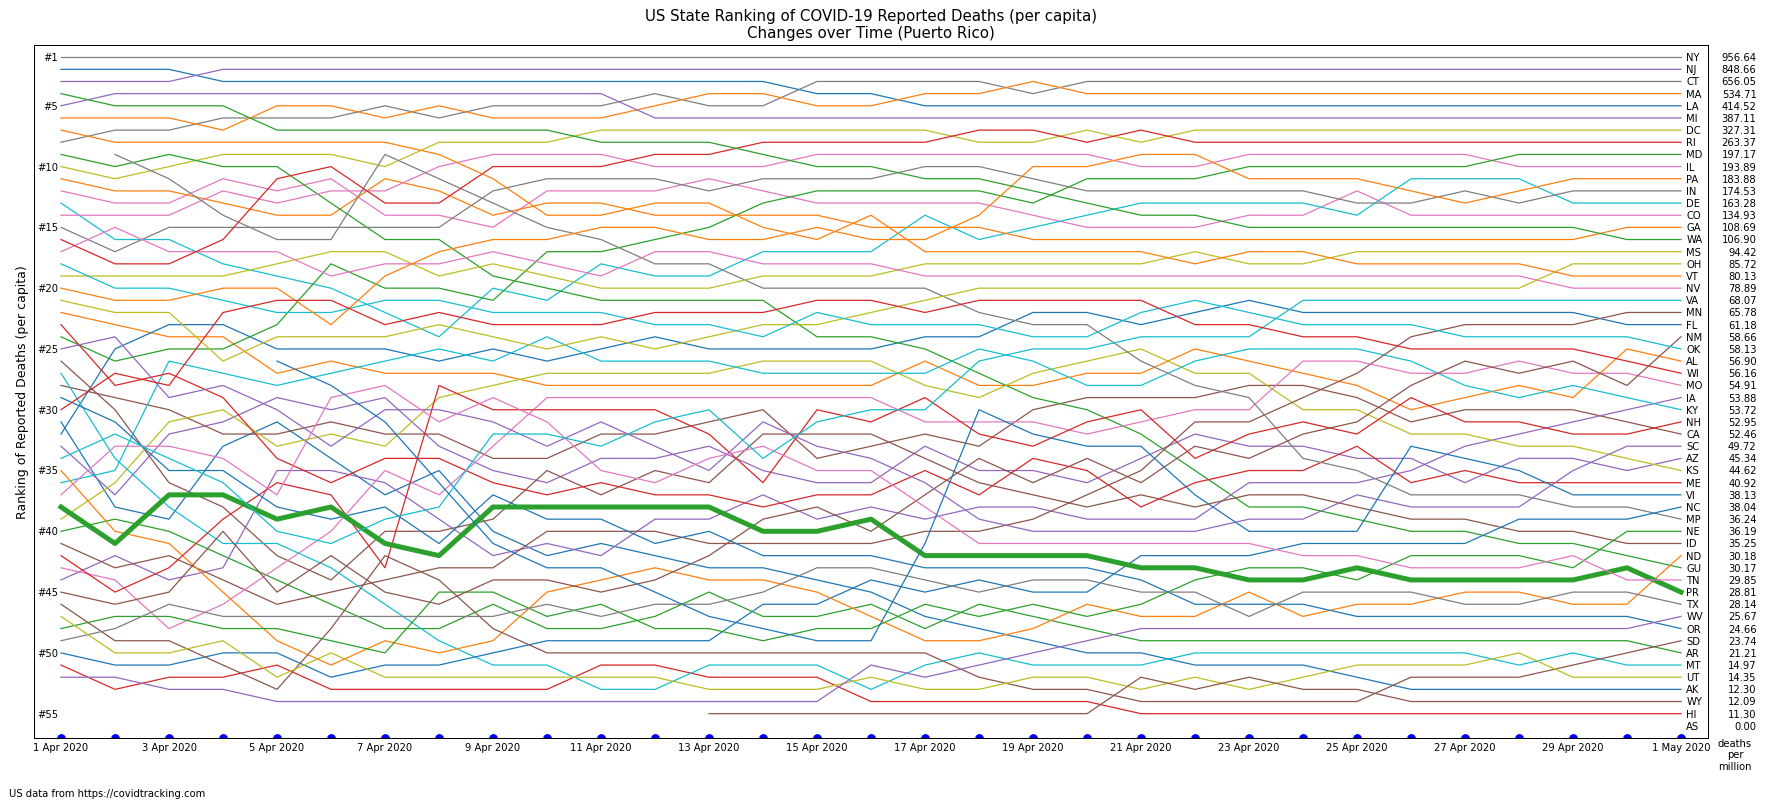 US State Ranking of COVID-19 Reported Deaths (per capita)
Changes over Time (Puerto Rico)
Ranking of Reported Deaths (per capita)
#1
#5
#10
#15
#20
#25
#30
#35
#40
#45
#50
#55
NY 956.64
NJ 848.66
CT 656.05
MA 534.71
LA 414.52
MI 387.11
DC 327.31
RI 263.37
MD 197.17
IL 193.89
PA 183.88
IN 174.53
DE 163.28
CO 134.93
GA 108.69
WA 106.90
MS 94.42
OH 85.72
VT 80.13
NV 78.89
VA 68.07
MN 65.78
FL 61.18
NM 58.66
OK 58.13
AL 56.90
WI 56.16
MO 54.91
IA 53.88
KY 53.72
NH 52.95
CA 52.46
SC 49.72
AZ 45.34
KS 44.62
ME 40.92
VI 38.13
NC 38.04
MP 36.24
NE 36.19
ID 35.25
ND 30.18
GU 30.17
TN 29.85
PR 28.81
TX 28.14
WV 25.67
OR 24.66
SD 23.74
AR 21.21
MT 14.97
UT 14.35
AK 12.30
WY 12.09
HI 11.30
AS 0.00
1 Apr 2020 3 Apr 2020 5 Apr 2020 7 Apr 2020 9 Apr 2020 11 Apr 2020 13 Apr 2020 15 Apr 2020 17 Apr 2020 19 Apr 2020 21 Apr 2020 23 Apr 2020 25 Apr 2020 27 Apr 2020 29 Apr 2020 1 May 2020
deaths
per
million
US data from https://covidtracking.com